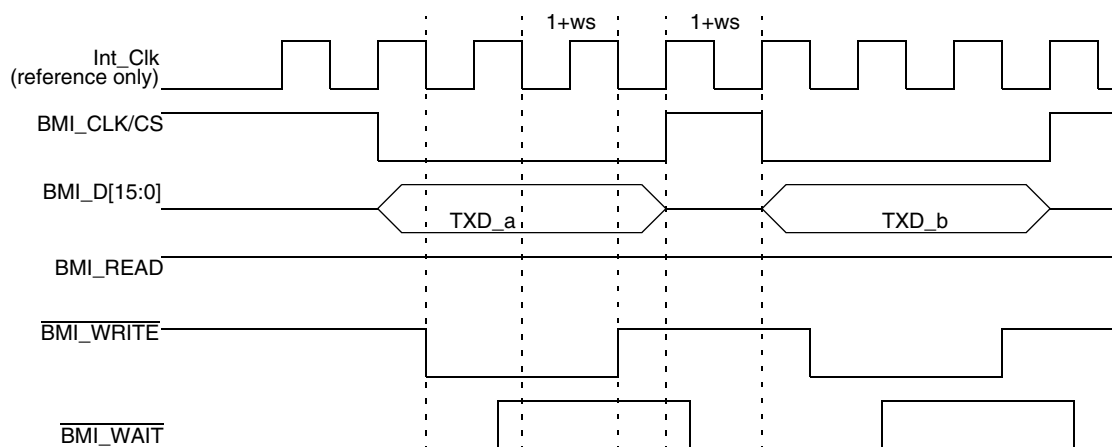 1+ws 1+ws
Int_Clk
(reference only)
BMI_CLK/CS
BMI_D[15:0]
TXD_a TXD_b
BMI_READ
BMI_WRITE
BMI_WAIT